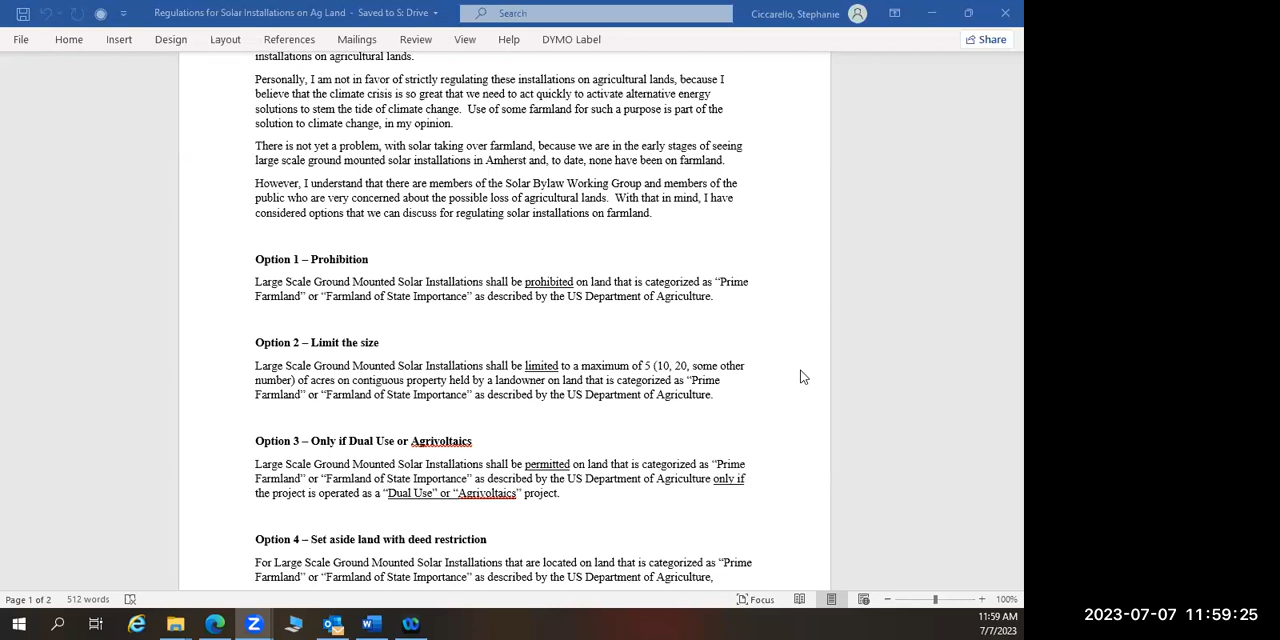 Regulations for Solar Installations on Ag Land - Saved to S: Drive
Search
Ciccarello, Stephanie
File Home Insert Design Layout References Mailings Review View Help DYMO Label
Share
installations on agricultural lands.
Personally, I am not in favor of strictly regulating these installations on agricultural lands, because I
believe that the climate crisis is so great that we need to act quickly to activate alternative energy
solutions to stem the tide of climate change.  Use of some farmland for such a purpose is part of the
solution to climate change, in my opinion.
There is not yet a problem, with solar taking over farmland, because we are in the early stages of seeing
large scale ground mounted solar installations in Amherst and, to date, none have been on farmland.
However, I understand that there are members of the Solar Bylaw Working Group and members of the
public who are very concerned about the possible loss of agricultural lands.  With that in mind, I have
considered options that we can discuss for regulating solar installations on farmland.
Option 1 – Prohibition
Large Scale Ground Mounted Solar Installations shall be prohibited on land that is categorized as “Prime
Farmland” or “Farmland of State Importance” as described by the US Department of Agriculture.
Option 2 – Limit the size
Large Scale Ground Mounted Solar Installations shall be limited to a maximum of 5 (10, 20, some other
number) of acres on contiguous property held by a landowner on land that is categorized as “Prime
Farmland” or “Farmland of State Importance” as described by the US Department of Agriculture.
Option 3 – Only if Dual Use or Agrivoltaics
Large Scale Ground Mounted Solar Installations shall be permitted on land that is categorized as “Prime
Farmland” or “Farmland of State Importance” as described by the US Department of Agriculture only if
the project is operated as a “Dual Use” or “Agrivoltaics” project.
Option 4 – Set aside land with deed restriction
For Large Scale Ground Mounted Solar Installations that are located on land that is categorized as “Prime
Farmland” or “Farmland of State Importance” as described by the US Department of Agriculture,
Page 1 of 2 512 words
Focus
100%
11:59 AM
7/7/2023
2023-07-07 11:59:25